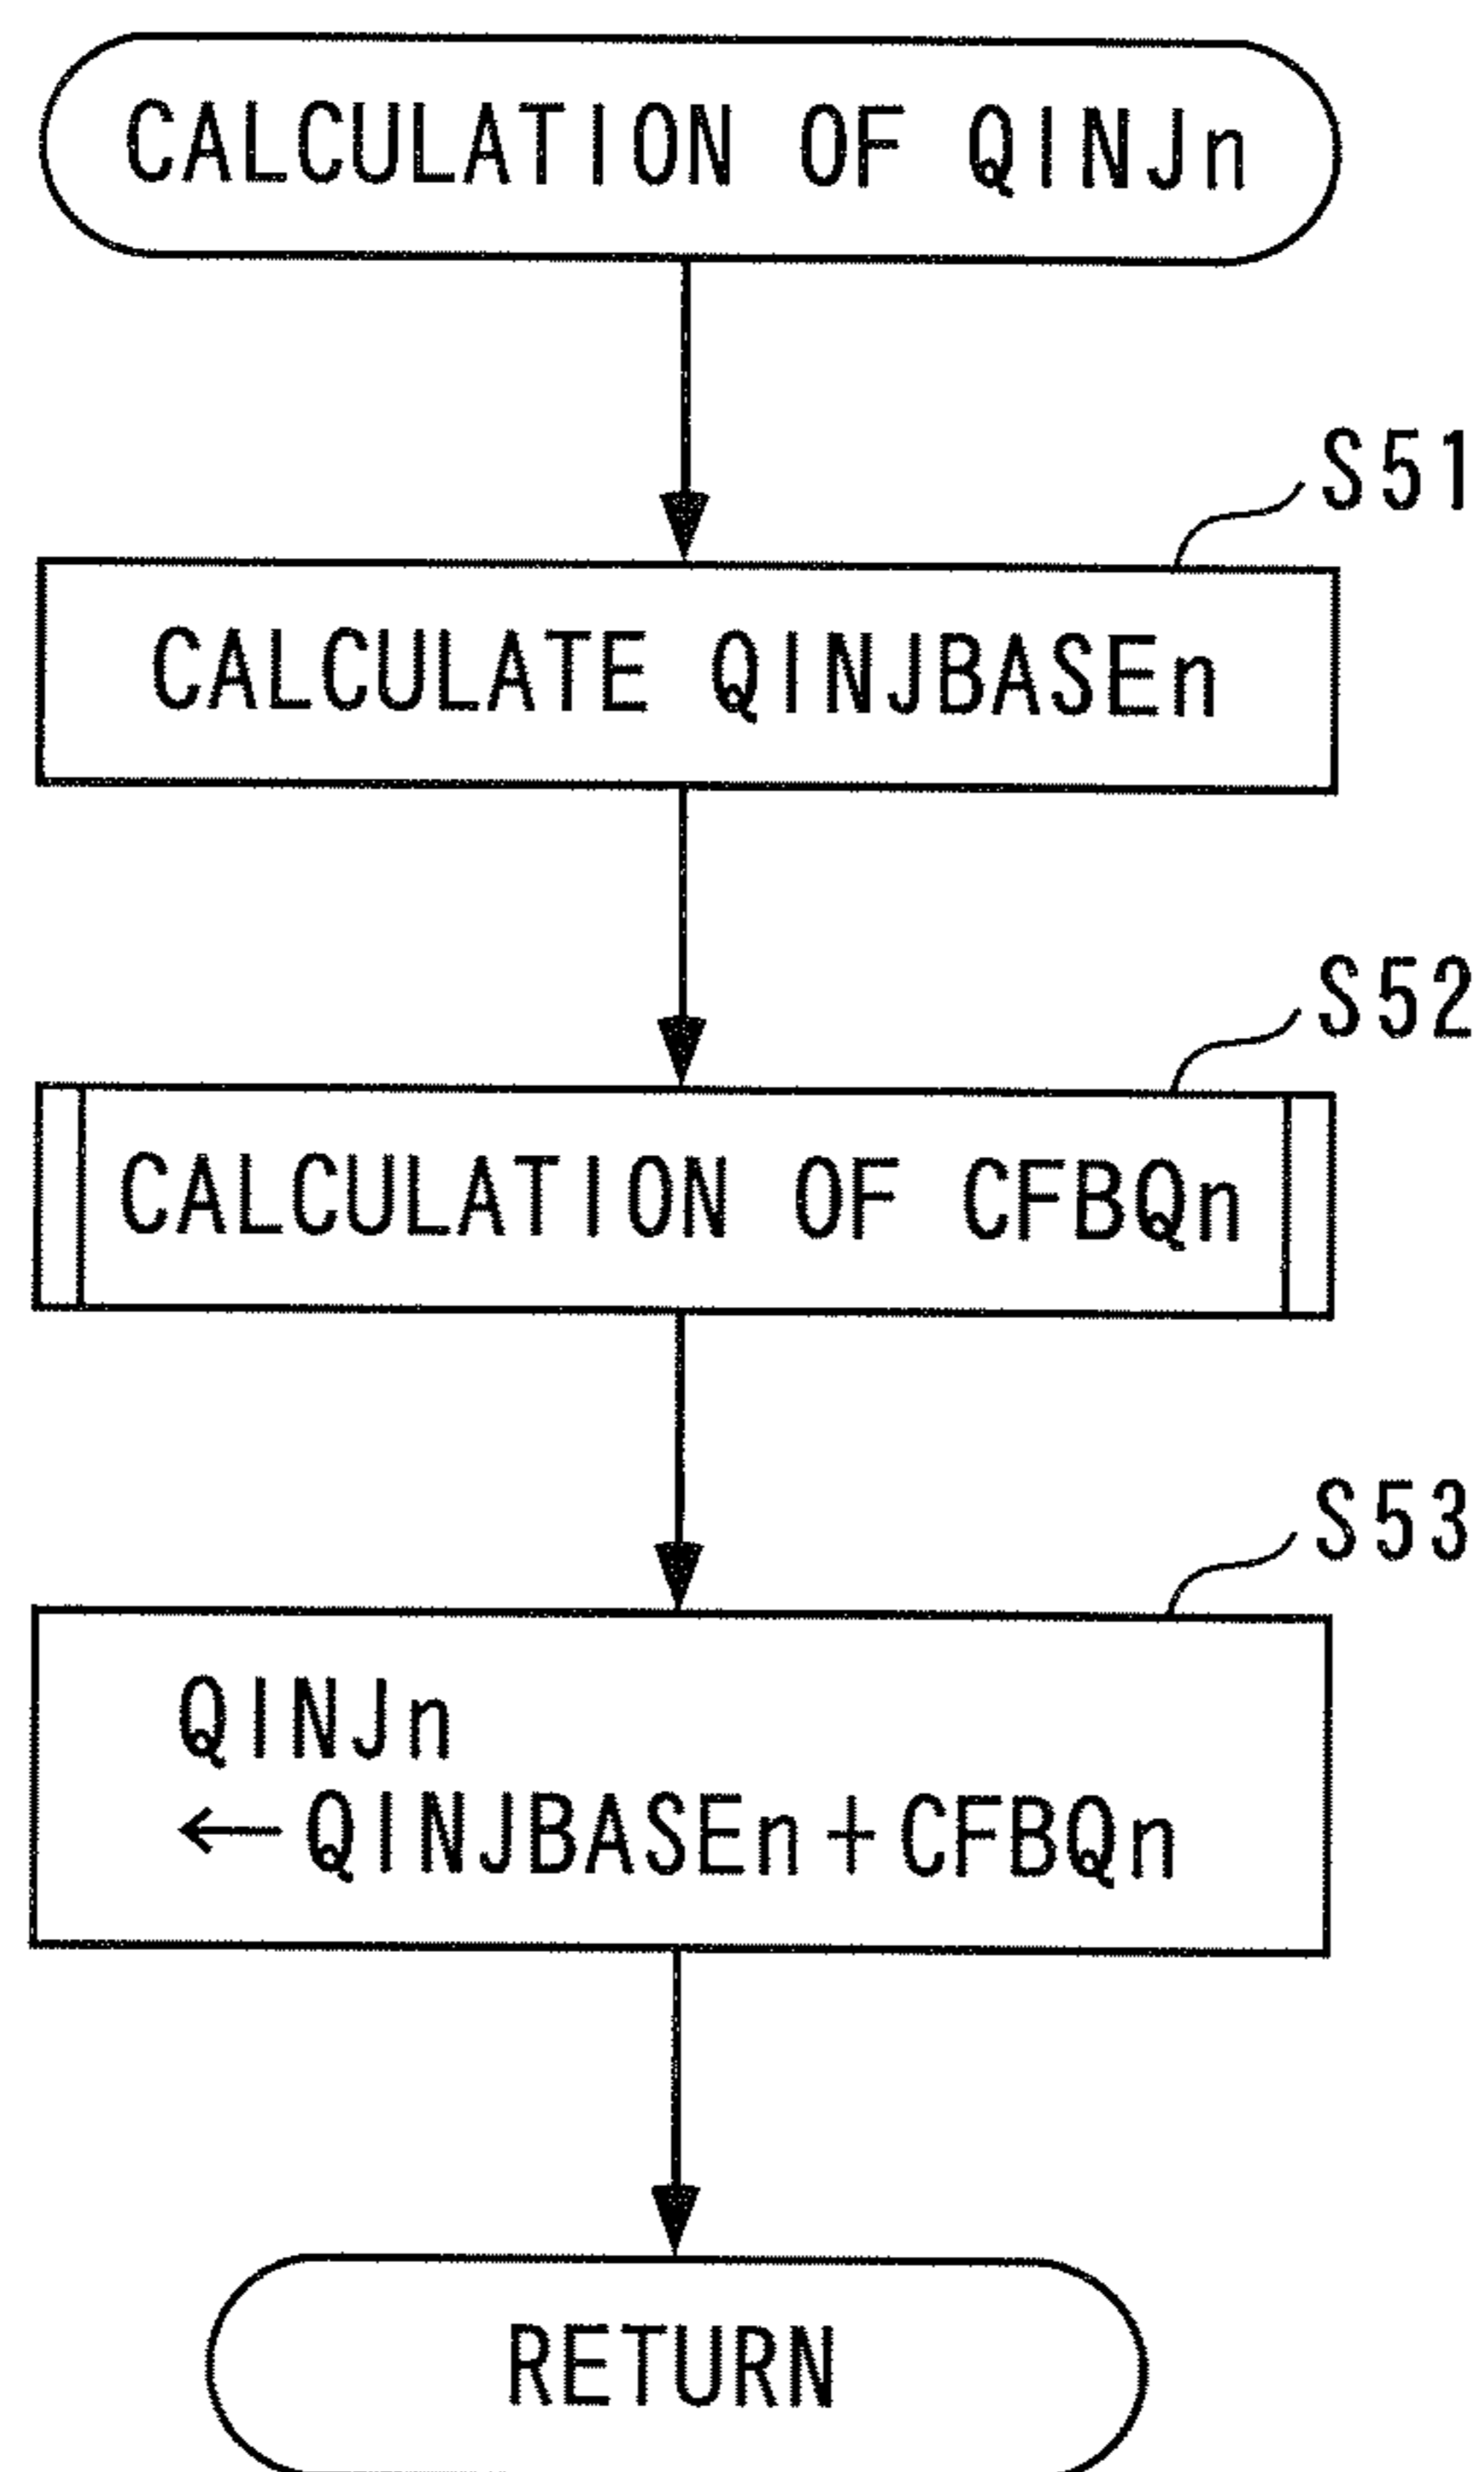 CALCULATION OF QINJn
S51
CALCULATE QINJBASEn
S52
CALCULATION OF CFBQn
S53
QINJn
←QINJBASEn+CFBQn
RETURN